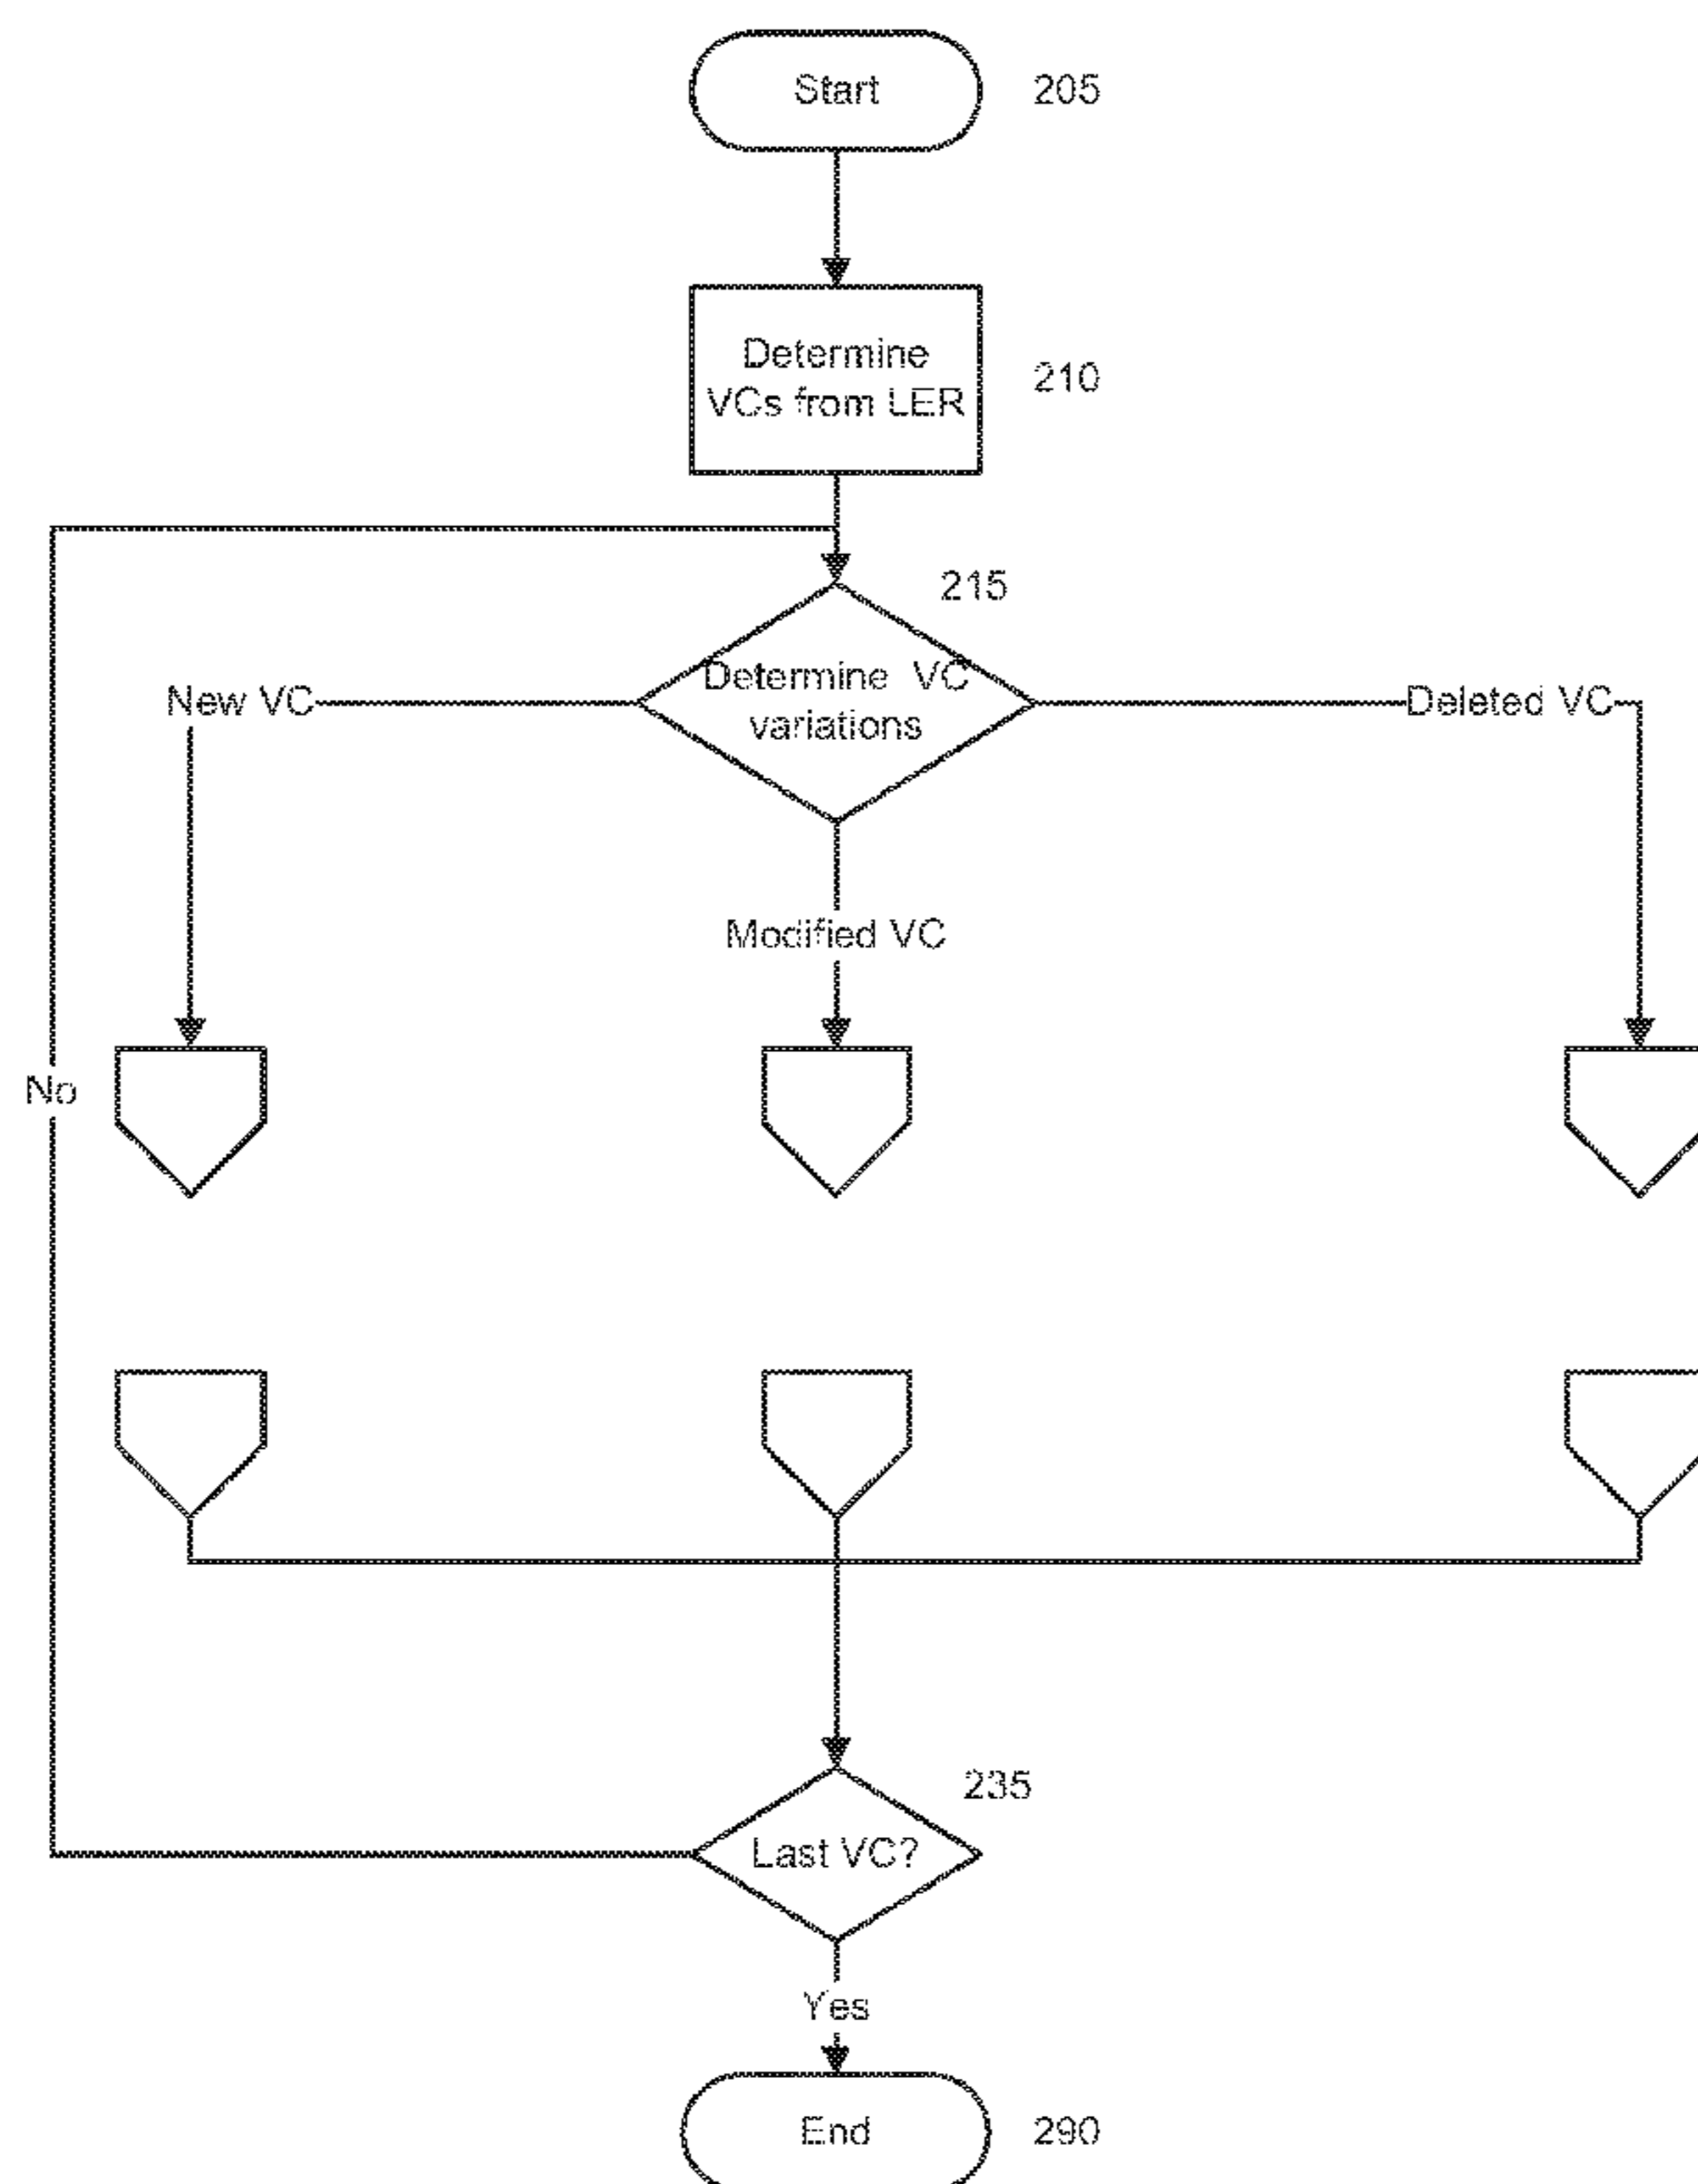 Start
205
Determine
VCs from LER
210
215
Determine VC
variations
New VC
Deleted VC
Modified VC
No
235
Last VC?
Yes
End
290